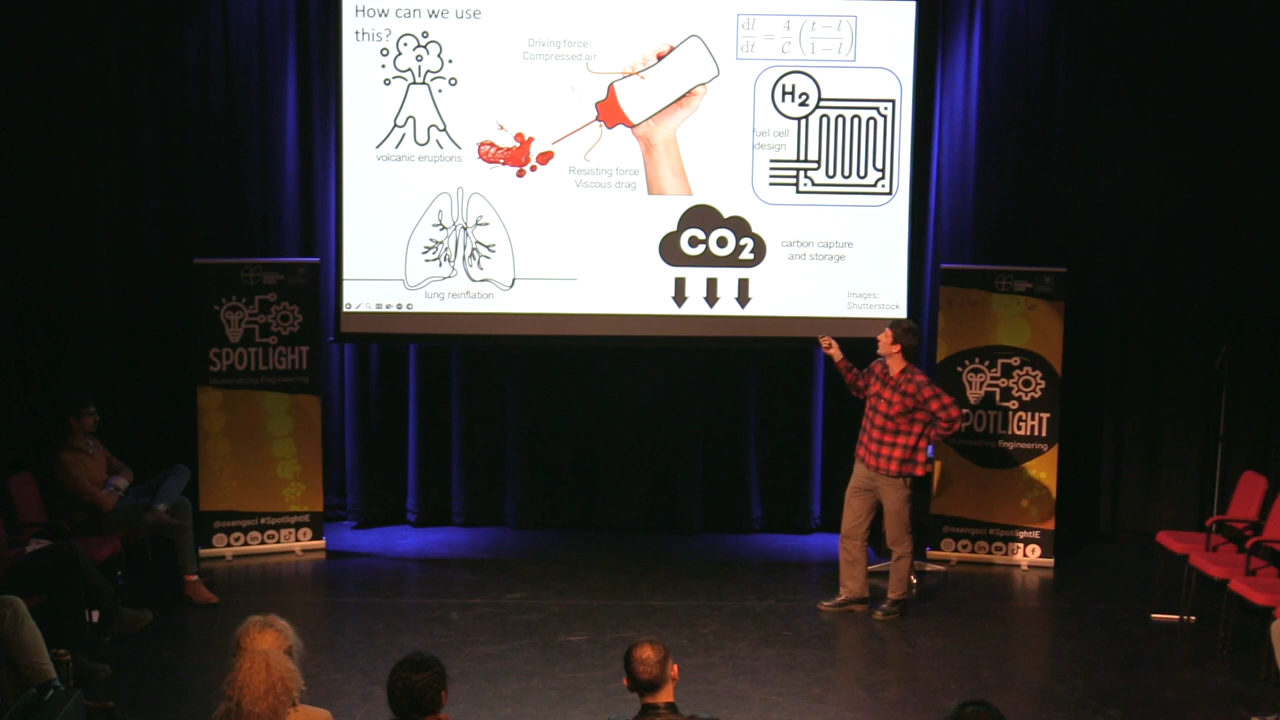 How can we use
this?
volcanic eruptions
Driving force:
Compressed air
Resisting force:
Viscous drag
dl/dt = 4/C (t − l / 1 − l)
H2
fuel cell
design
lung reinflation
CO2
carbon capture
and storage
Images:
Shutterstock
SPOTLIGHT
Illuminating Engineering
@oxengsci #SpotlightIE
SPOTLIGHT
Illuminating Engineering
@oxengsci #SpotlightIE